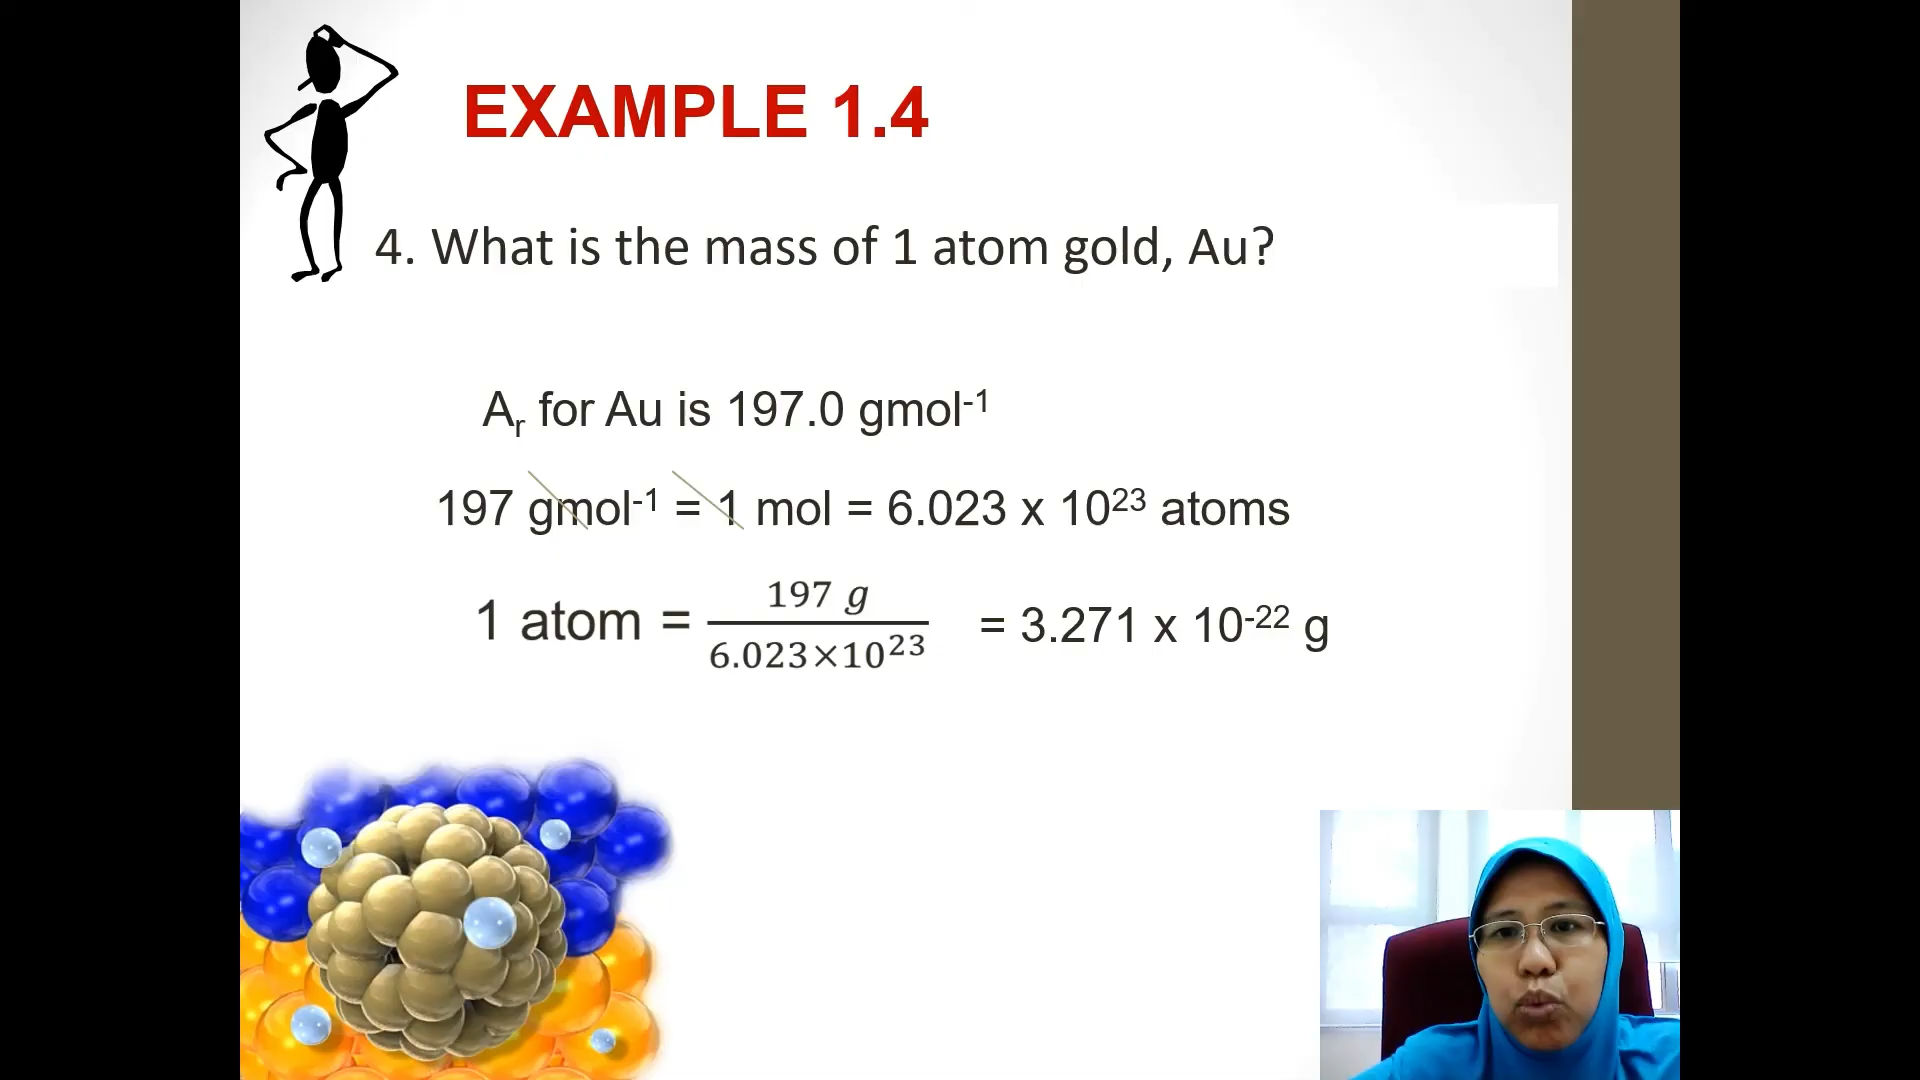 EXAMPLE 1.4
4. What is the mass of 1 atom gold, Au?
Aᵣ for Au is 197.0 gmol⁻¹
197 gmol⁻¹ = 1 mol = 6.023 x 10²³ atoms
1 atom = 197 g / 6.023×10²³ = 3.271 x 10⁻²² g